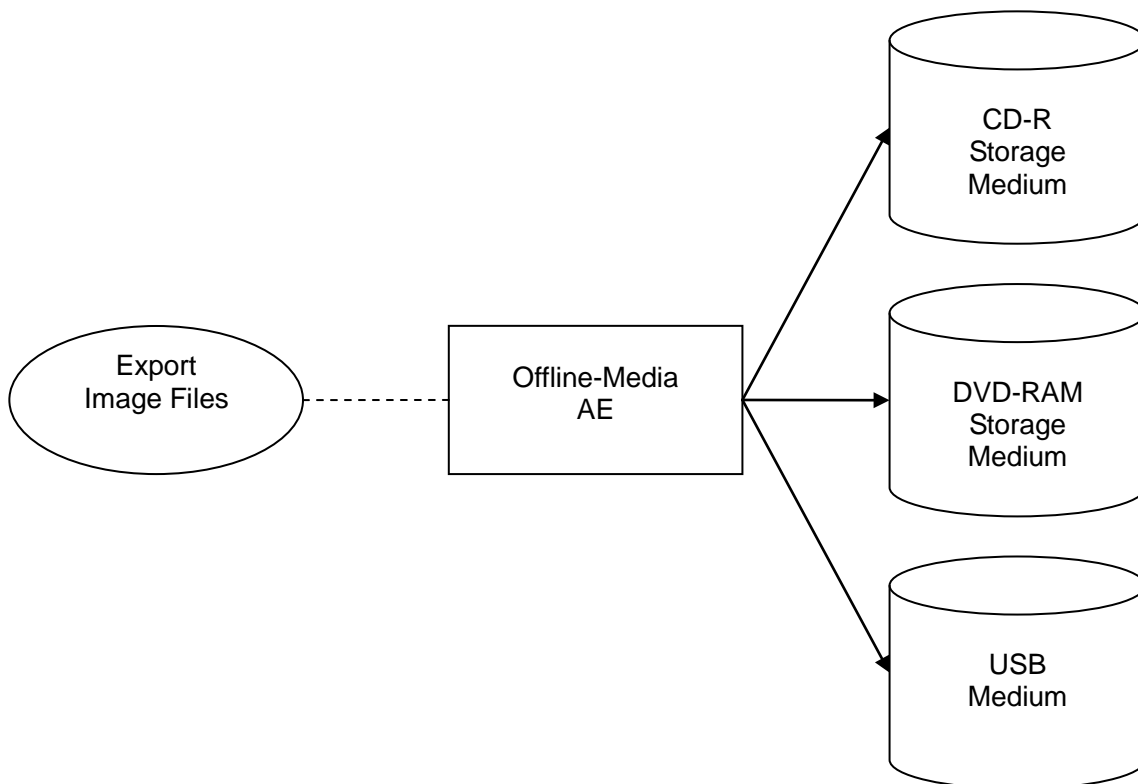 Export
Image Files
Offline-Media
AE
CD-R
Storage
Medium
DVD-RAM
Storage
Medium
USB
Medium